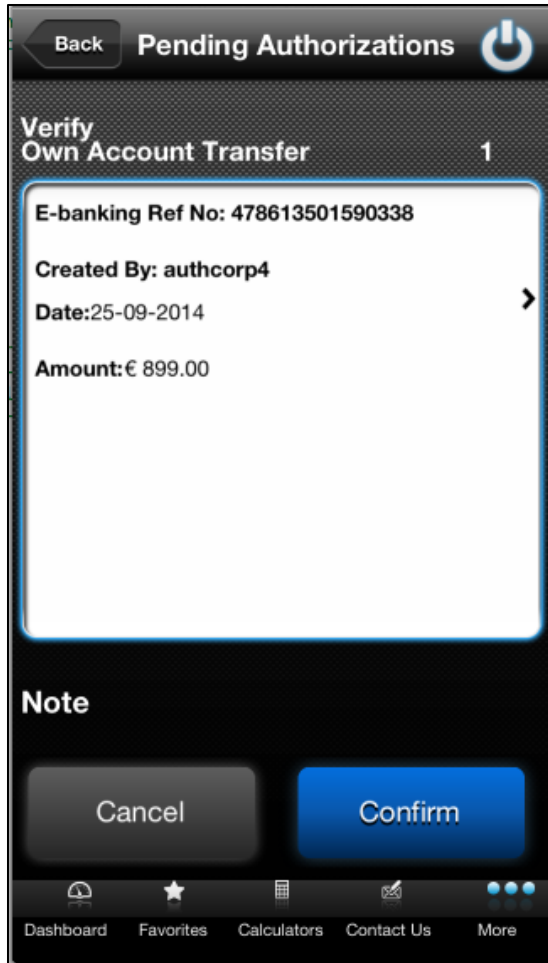 Back Pending Authorizations
Verify
Own Account Transfer 1
E-banking Ref No: 478613501590338
Created By: authcorp4
Date:25-09-2014
Amount:€ 899.00
Note
Cancel Confirm
Dashboard Favorites Calculators Contact Us More